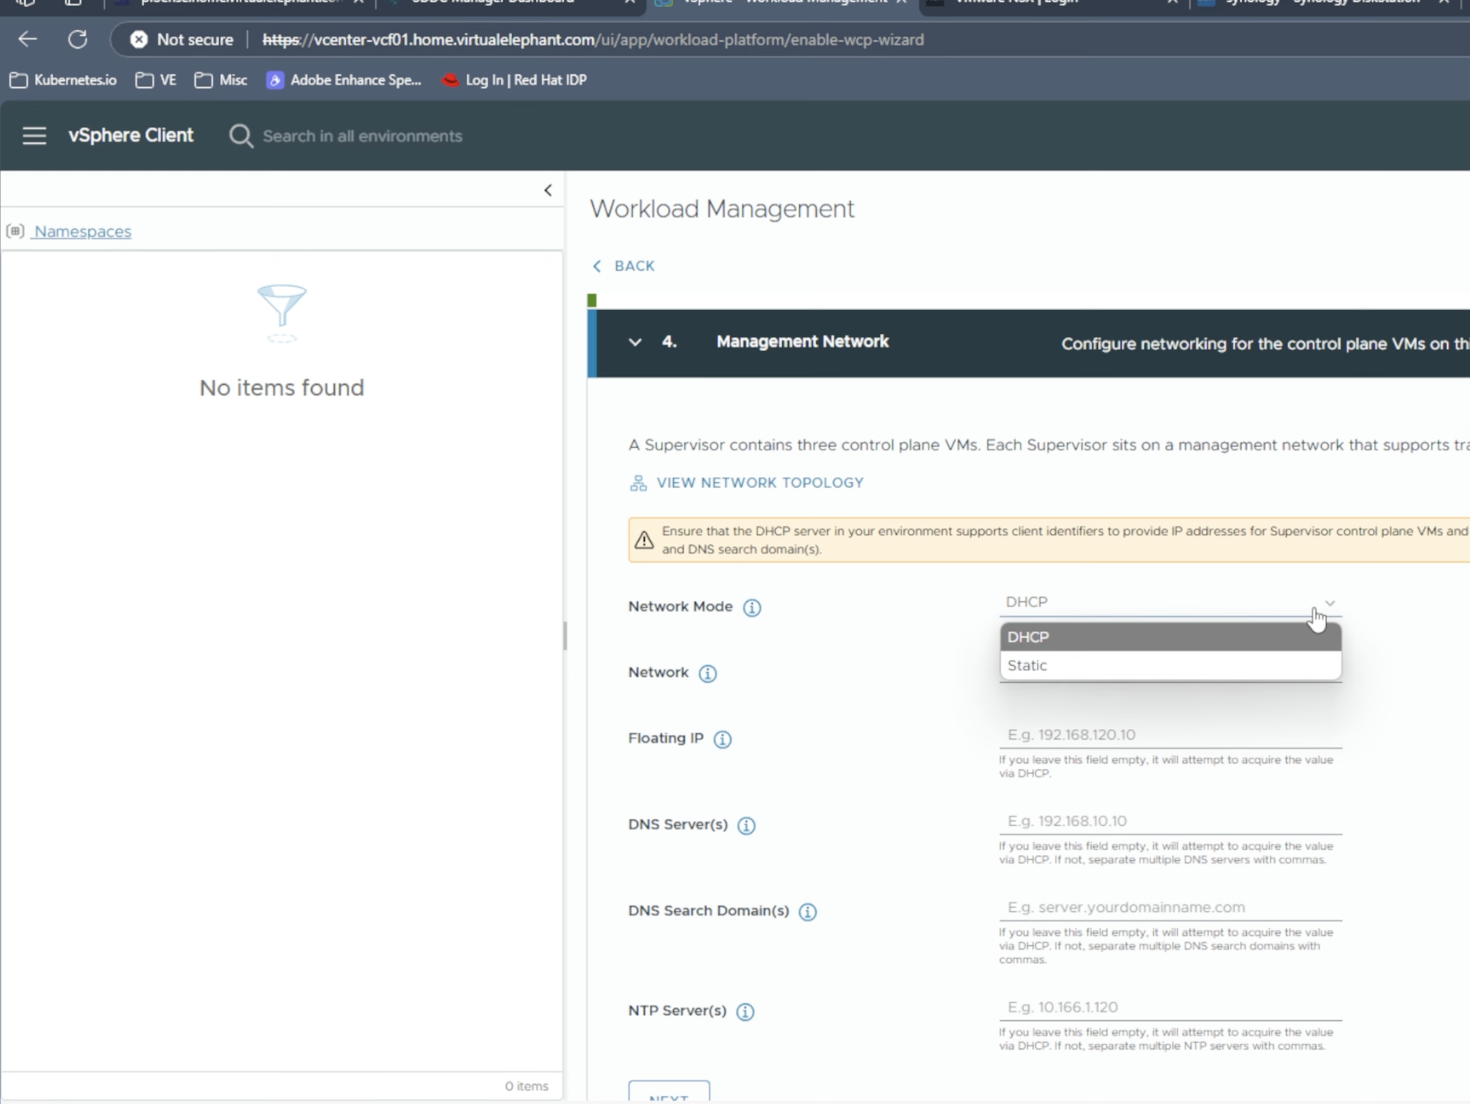 Not secure
https://vcenter-vcf01.home.virtualelephant.com/ui/app/workload-platform/enable-wcp-wizard
Kubernetes.io
VE
Misc
Adobe Enhance Spe...
Log In | Red Hat IDP
vSphere Client
Search in all environments
Namespaces
No items found
0 items
Workload Management
BACK
4. Management Network
Configure networking for the control plane VMs on
A Supervisor contains three control plane VMs. Each Supervisor sits on a management network that supports
VIEW NETWORK TOPOLOGY
Ensure that the DHCP server in your environment supports client identifiers to provide IP addresses for Supervisor control plane VMs and
and DNS search domain(s).
Network Mode
DHCP
DHCP
Static
Network
Floating IP
E.g. 192.168.120.10
If you leave this field empty, it will attempt to acquire the value
via DHCP.
DNS Server(s)
E.g. 192.168.10.10
If you leave this field empty, it will attempt to acquire the value
via DHCP. If not, separate multiple DNS servers with commas.
DNS Search Domain(s)
E.g. server.yourdomainname.com
If you leave this field empty, it will attempt to acquire the value
via DHCP. If not, separate multiple DNS search domains with
commas.
NTP Server(s)
E.g. 10.166.1.120
If you leave this field empty, it will attempt to acquire the value
via DHCP. If not, separate multiple NTP servers with commas.
NEXT